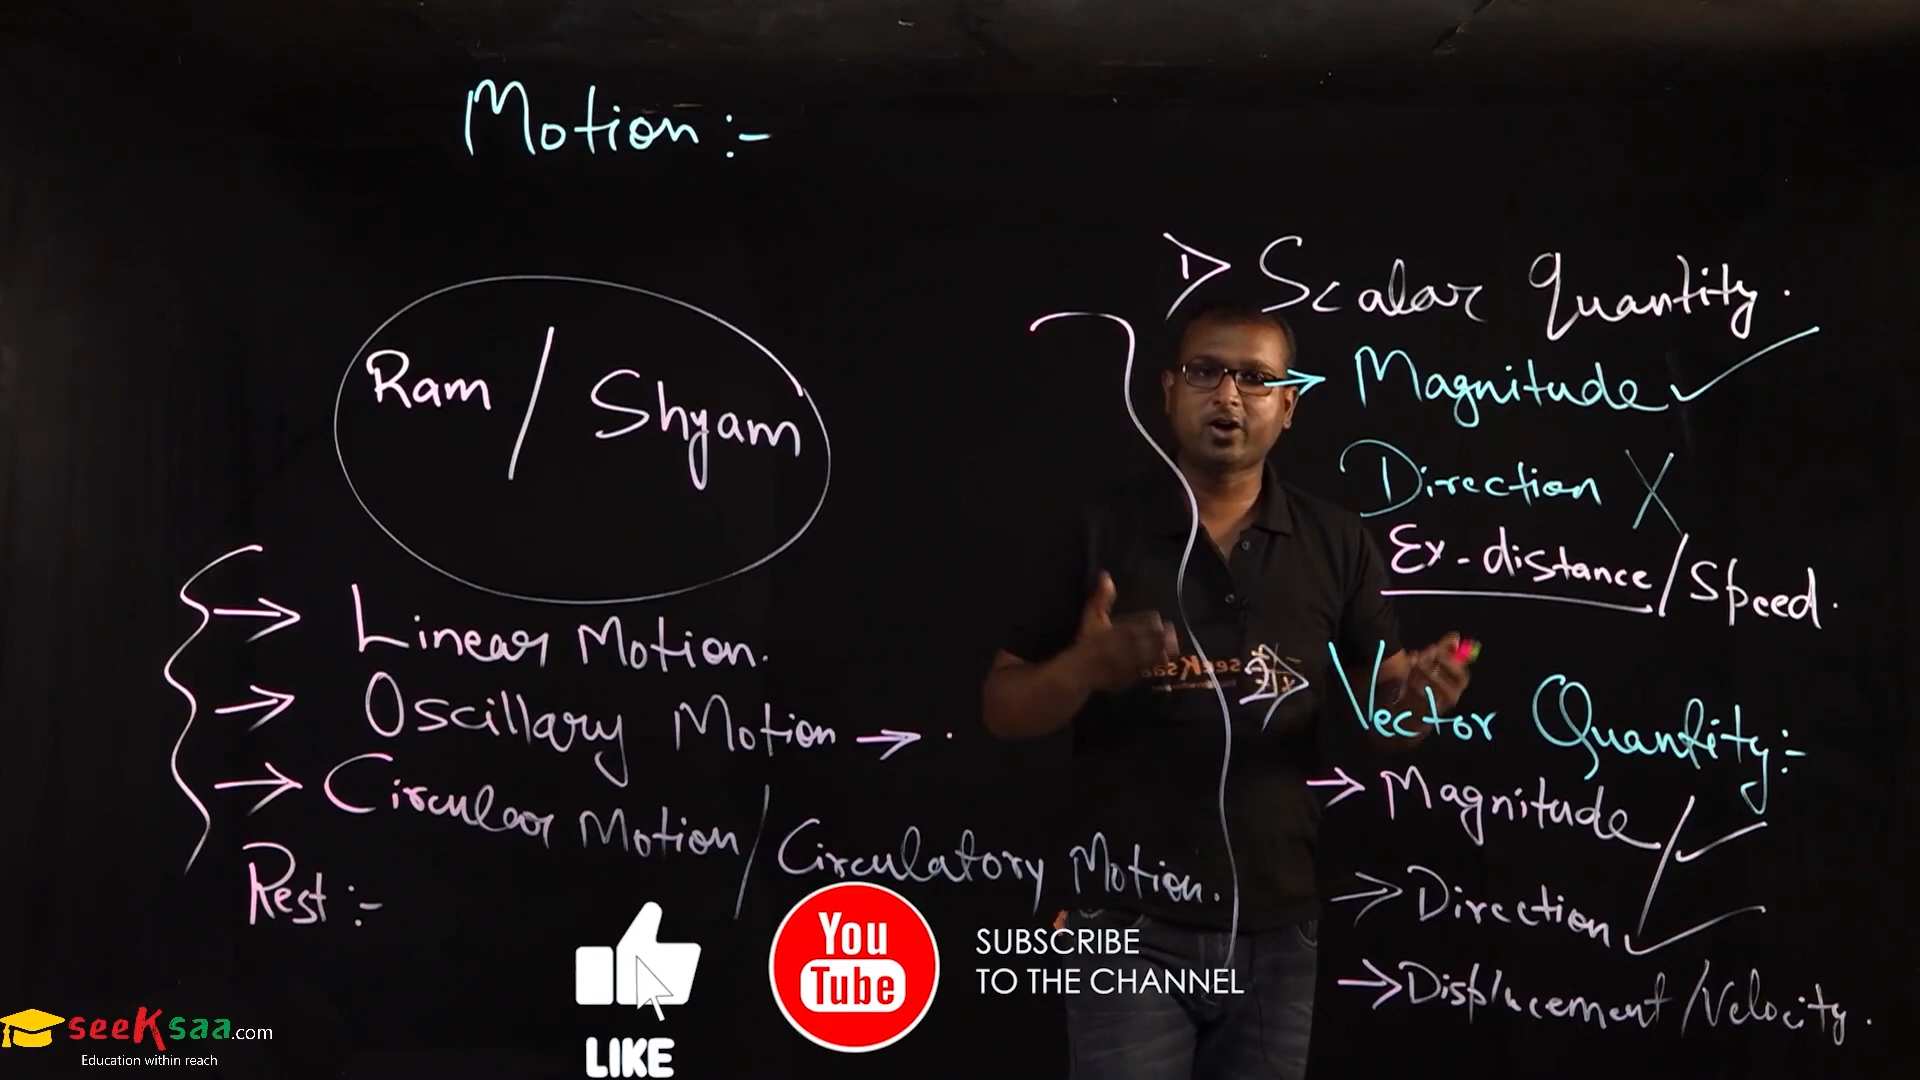 Motion :-
Ram / Shyam
→ Linear Motion.
→ Oscillary Motion → .
→ Circular Motion / Circulatory Motion.
Rest :-
1> Scalar Quantity.
→ Magnitude ✓
Direction X
Ex - distance / Speed.
2> Vector Quantity :-
→ Magnitude / ✓
→ Direction ✓
→ Displacement / Velocity.
seeKsaa
LIKE
You
Tube
SUBSCRIBE
TO THE CHANNEL
seeKsaa.com
Education within reach